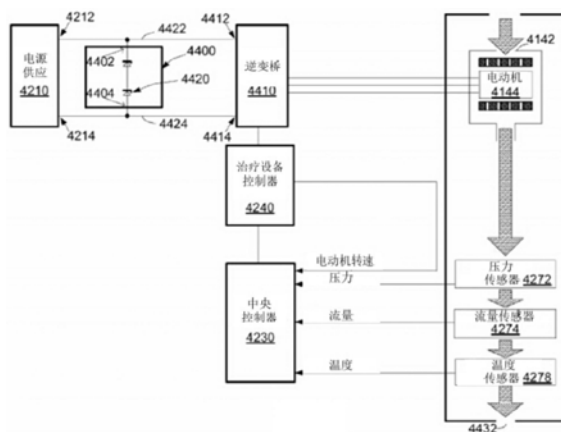 4212
4422
4412
4142
电源
供应
4210
4402
4400
4420
4404
逆变桥
4410
电动机
4144
4214
4424
4414
治疗设备
控制器
4240
电动机转速
压力
中央
控制器
4230
压力
传感器 4272
流量
流量传感器
4274
温度
温度
传感器 4278
4432